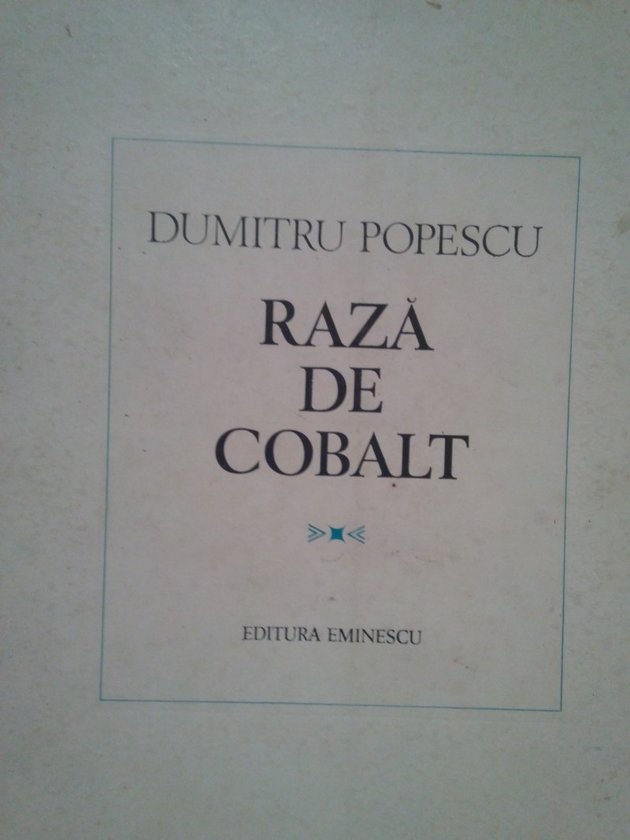 DUMITRU POPESCU
RAZĂ
DE
COBALT
EDITURA EMINESCU